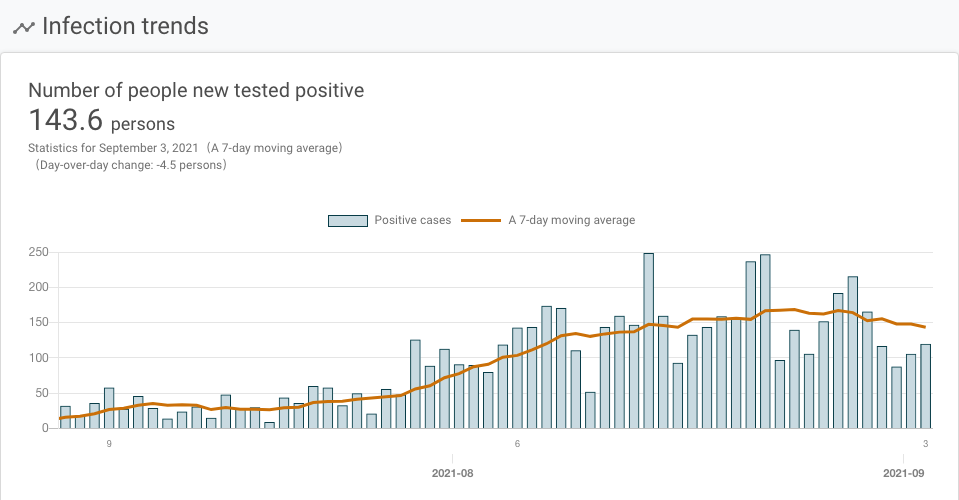 Infection trends
Number of people new tested positive
143.6 persons
Statistics for September 3, 2021（A 7-day moving average）
（Day-over-day change: -4.5 persons）
Positive cases A 7-day moving average
250
200
150
100
50
0
9 6 3
2021-08 2021-09